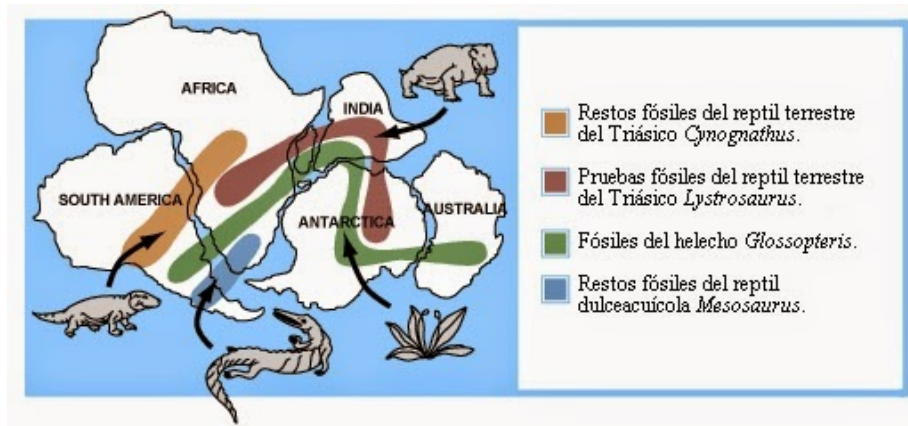 AFRICA
INDIA
SOUTH AMERICA
ANTARCTICA
AUSTRALIA
Restos fósiles del reptil terrestre
del Triásico Cynognathus.
Pruebas fósiles del reptil terrestre
del Triásico Lystrosaurus.
Fósiles del helecho Glossopteris.
Restos fósiles del reptil
dulceacuícola Mesosaurus.